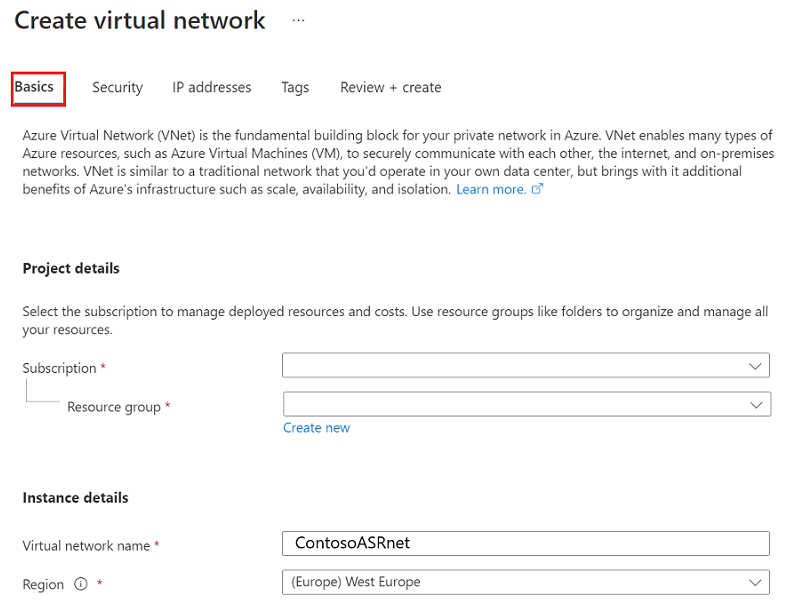 Create virtual network ...
Basics Security IP addresses Tags Review + create
Azure Virtual Network (VNet) is the fundamental building block for your private network in Azure. VNet enables many types of
Azure resources, such as Azure Virtual Machines (VM), to securely communicate with each other, the internet, and on-premises
networks. VNet is similar to a traditional network that you'd operate in your own data center, but brings with it additional
benefits of Azure's infrastructure such as scale, availability, and isolation. Learn more.
Project details
Select the subscription to manage deployed resources and costs. Use resource groups like folders to organize and manage all
your resources.
Subscription *
Resource group *
Create new
Instance details
Virtual network name * ContosoASRnet
Region * (Europe) West Europe